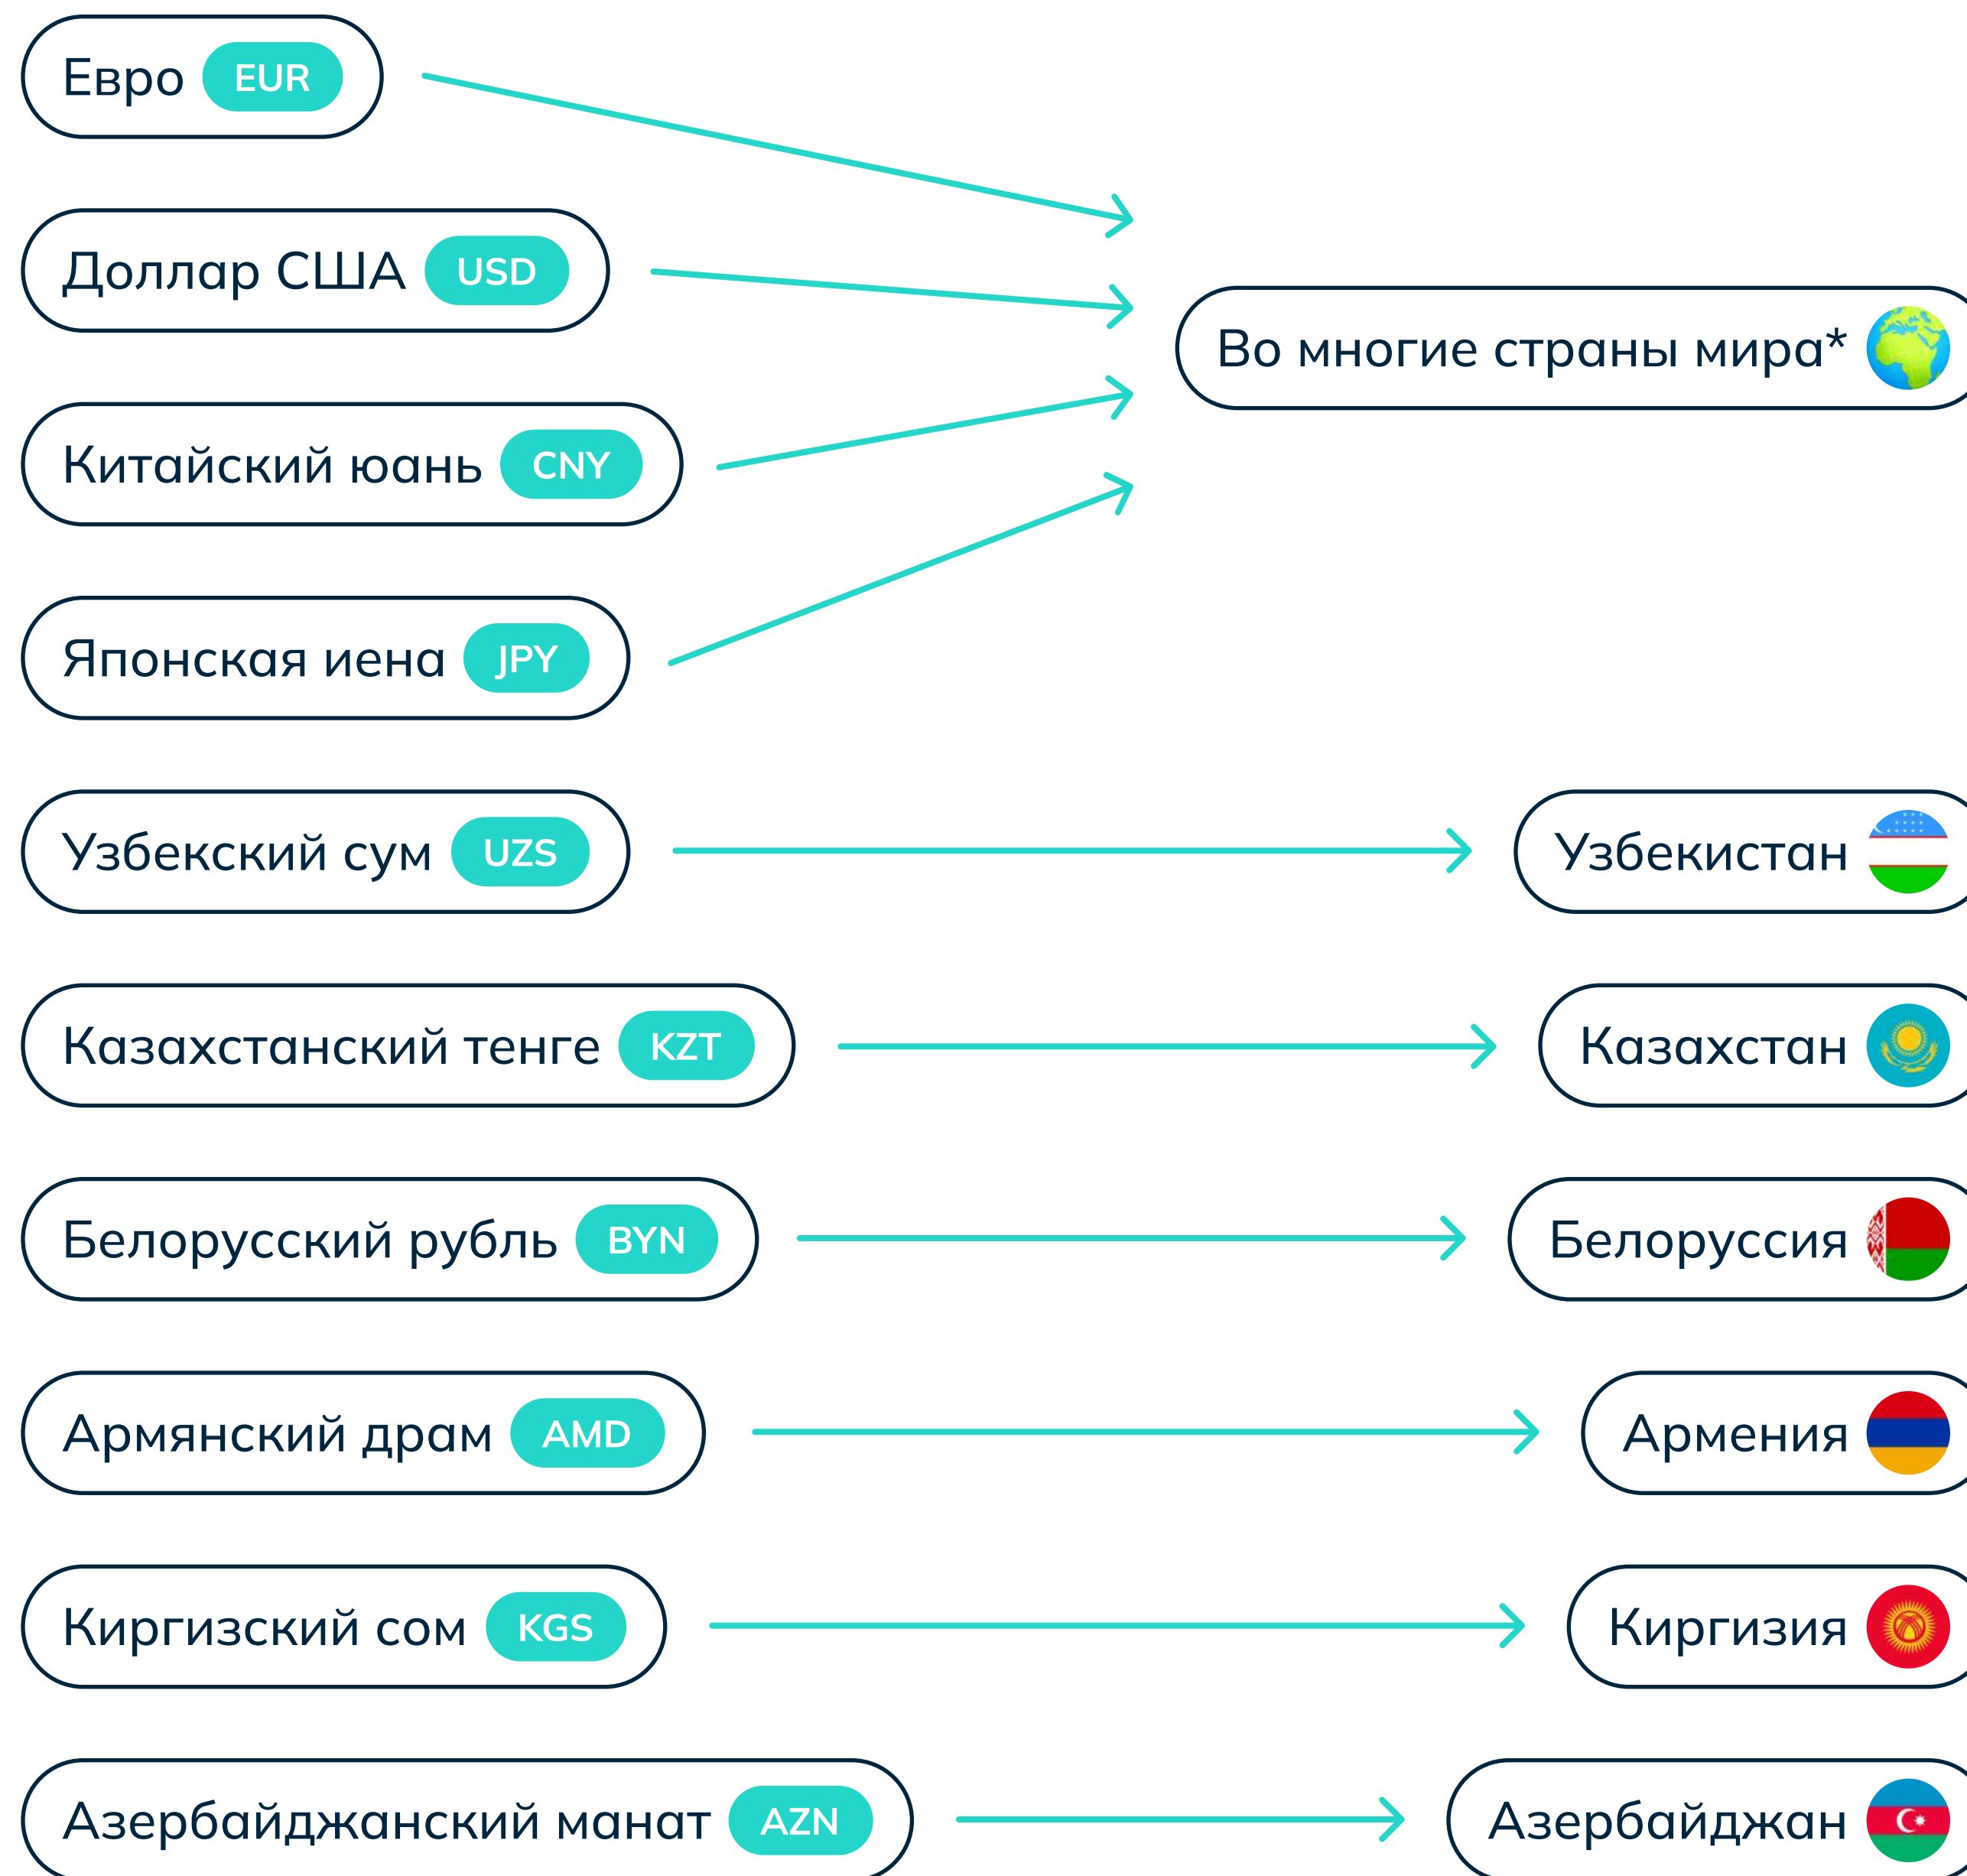 Евро EUR
Доллар США USD
Во многие страны мира*
Китайский юань CNY
Японская иена JPY
Узбекский сум UZS Узбекистан
Казахстанский тенге KZT Казахстан
Белорусский рубль BYN Белоруссия
Армянский драм AMD Армения
Киргизский сом KGS Киргизия
Азербайджанский манат AZN Азербайджан